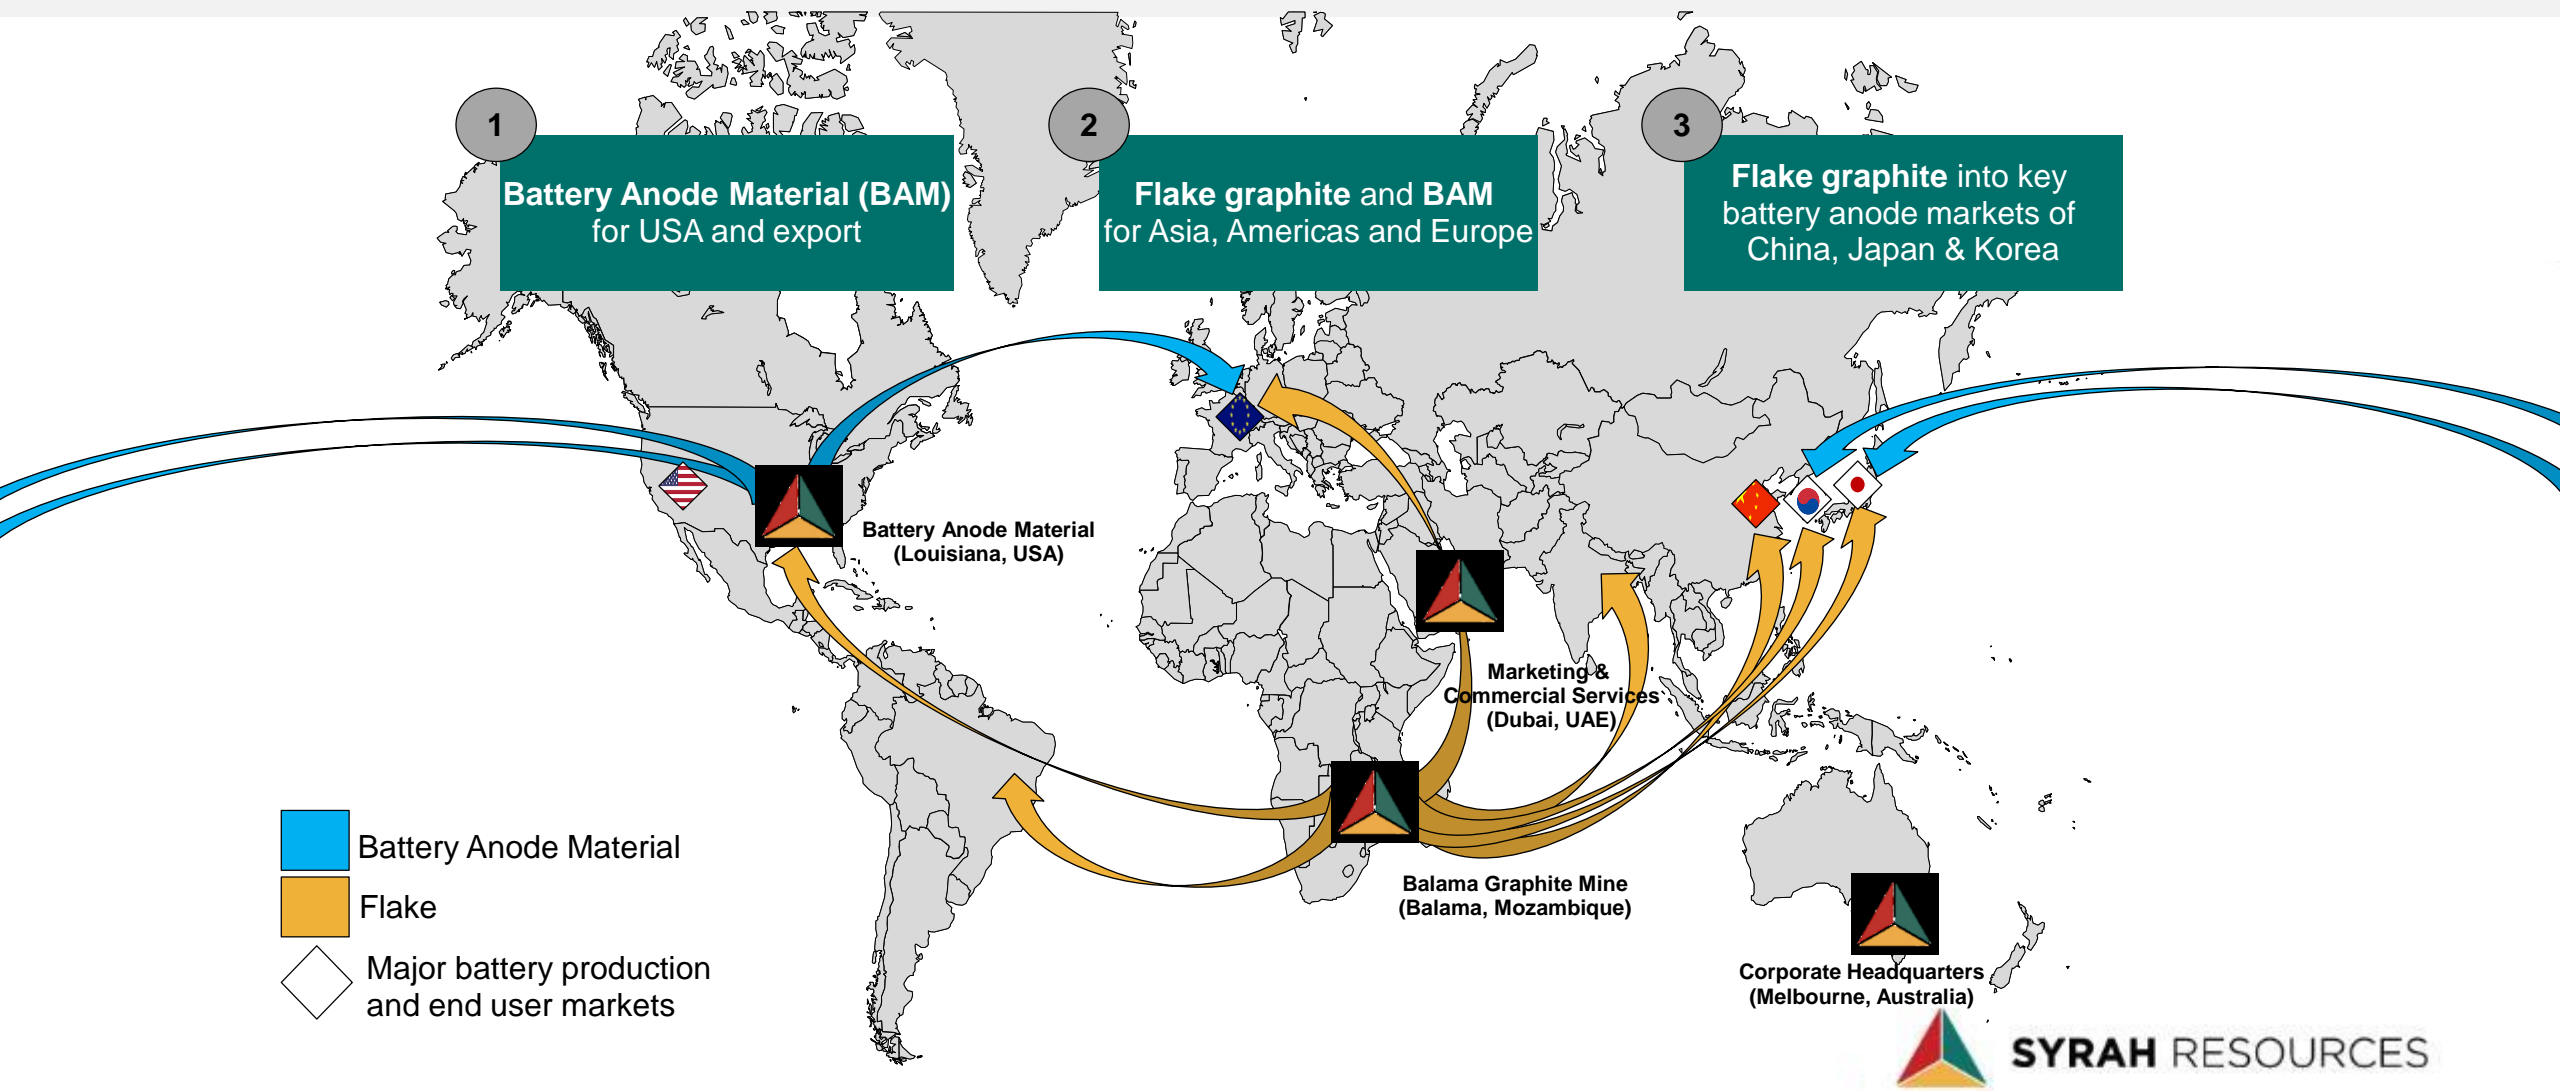 1
Battery Anode Material (BAM)
for USA and export
2
Flake graphite and BAM
for Asia, Americas and Europe
3
Flake graphite into key
battery anode markets of
China, Japan & Korea
Battery Anode Material
(Louisiana, USA)
Marketing &
Commercial Services
(Dubai, UAE)
Balama Graphite Mine
(Balama, Mozambique)
Corporate Headquarters
(Melbourne, Australia)
Battery Anode Material
Flake
Major battery production
and end user markets
SYRAH RESOURCES